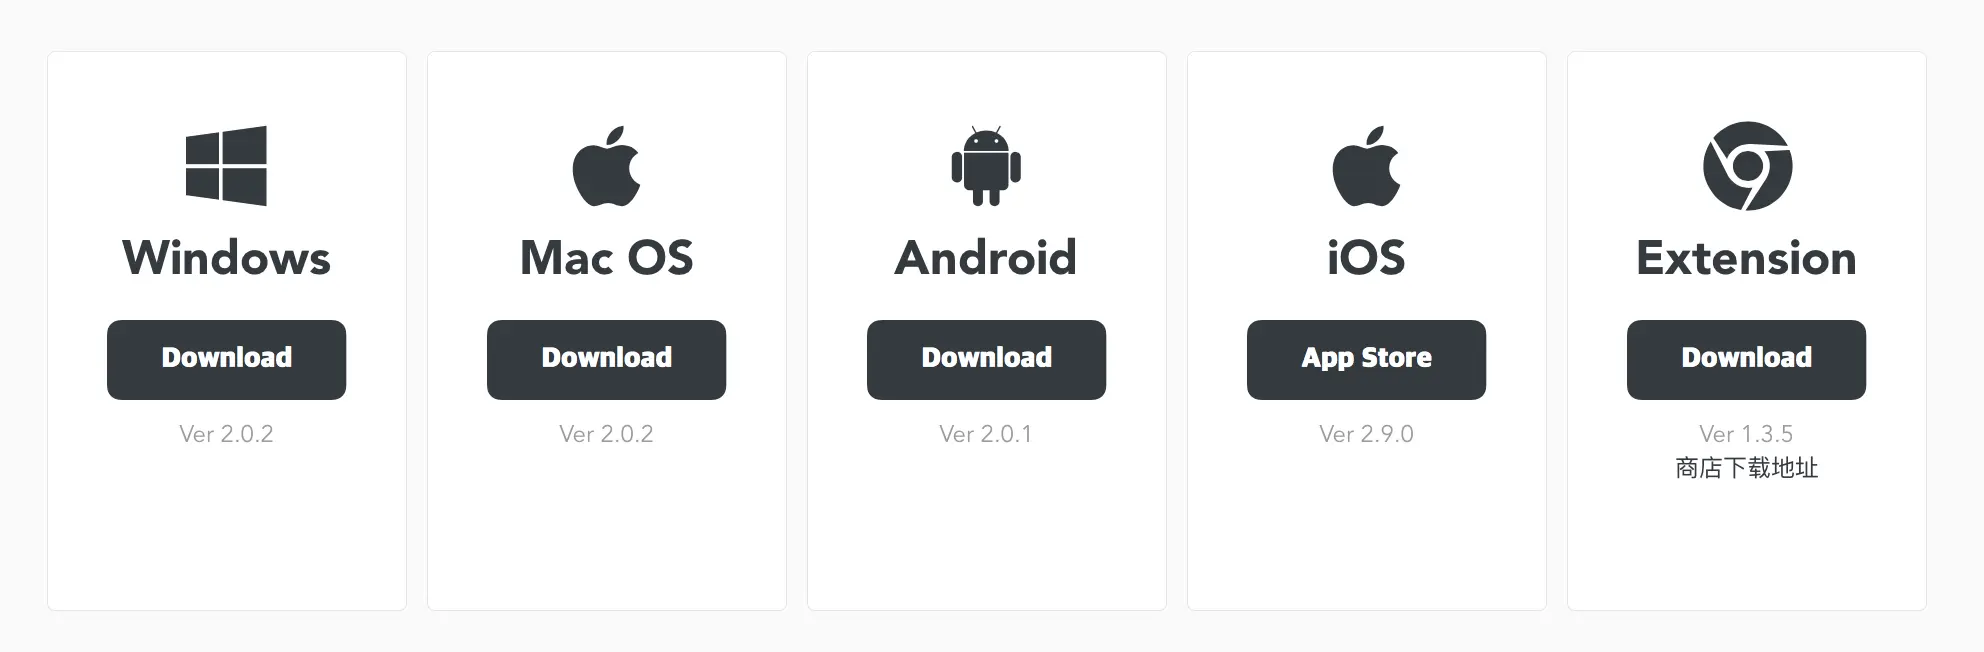 Windows
Download
Ver 2.0.2
Mac OS
Download
Ver 2.0.2
Android
Download
Ver 2.0.1
iOS
App Store
Ver 2.9.0
Extension
Download
Ver 1.3.5
商店下载地址